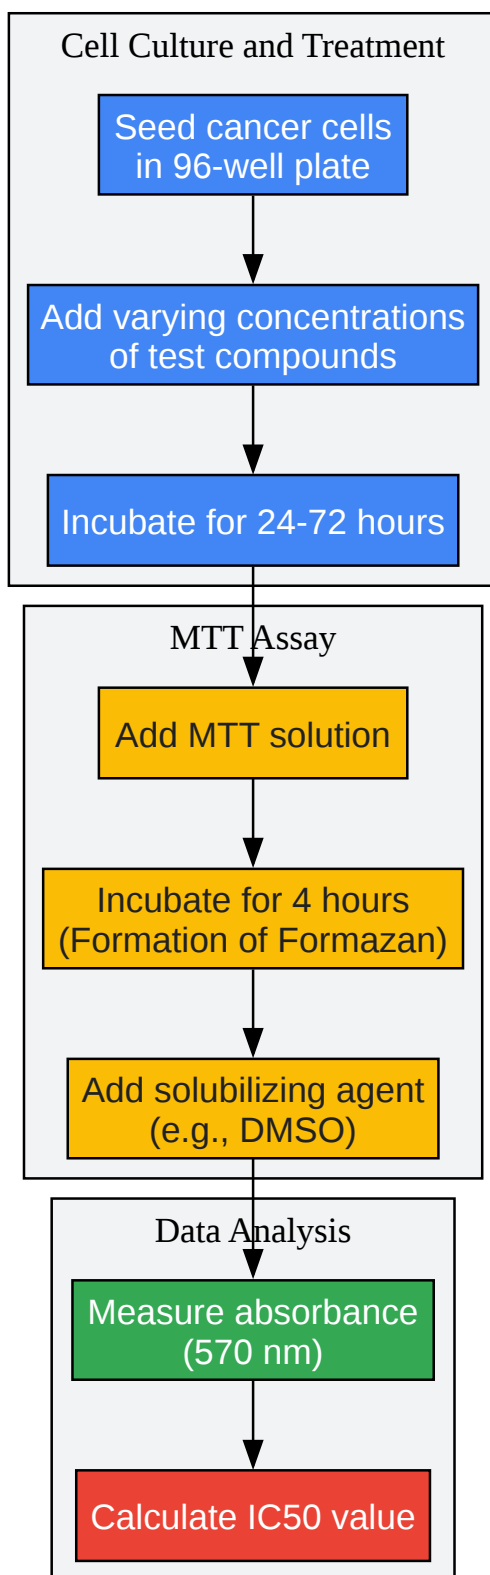 Cell Culture and Treatment
Seed cancer cells
in 96-well plate
Add varying concentrations
of test compounds
Incubate for 24-72 hours
MTT Assay
Add MTT solution
Incubate for 4 hours
(Formation of Formazan)
Add solubilizing agent
(e.g., DMSO)
Data Analysis
Measure absorbance
(570 nm)
Calculate IC50 value